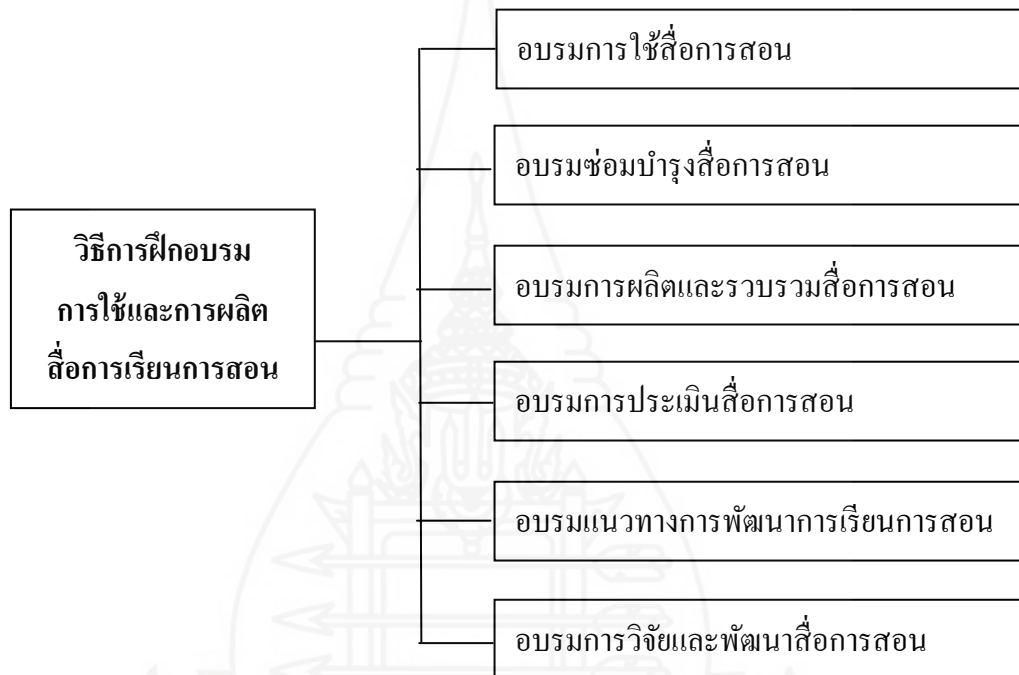 วิธีการฝึกอบรม
การใช้และการผลิต
สื่อการเรียนการสอน
อบรมการใช้สื่อการสอน
อบรมซ่อมบำรุงสื่อการสอน
อบรมการผลิตและรวบรวมสื่อการสอน
อบรมการประเมินสื่อการสอน
อบรมแนวทางการพัฒนาการเรียนการสอน
อบรมการวิจัยและพัฒนาสื่อการสอน